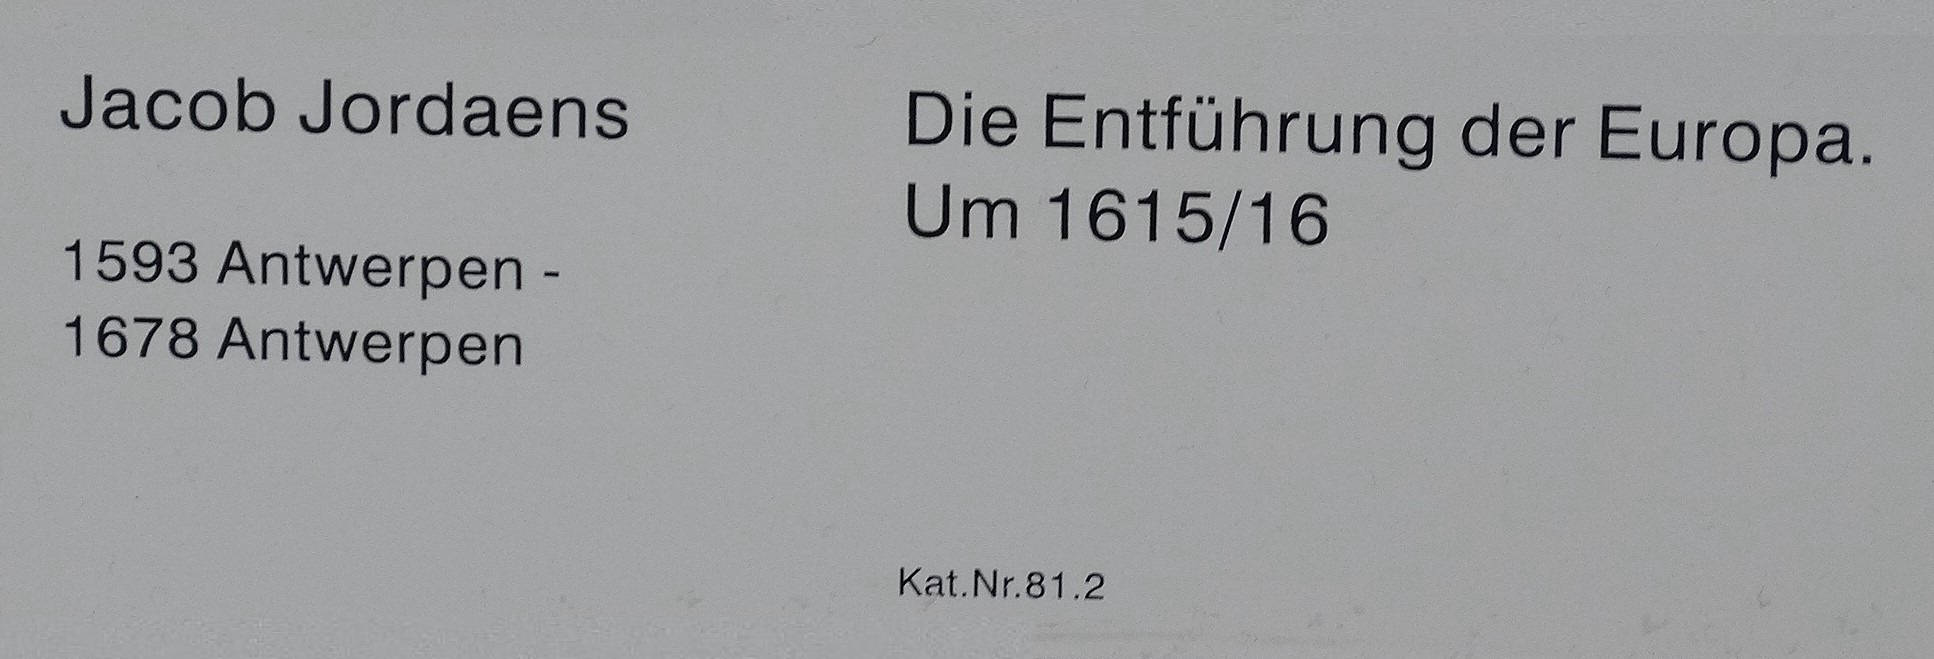 Jacob Jordaens
1593 Antwerpen -
1678 Antwerpen
Die Entführung der Europa.
Um 1615/16
Kat.Nr.81.2